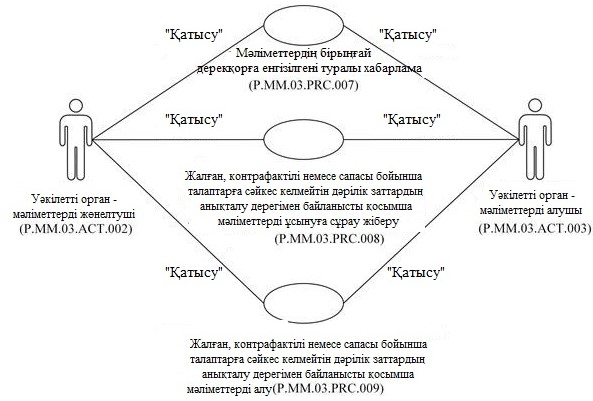 "Қатысу"
"Қатысу"
Мәліметтердің бірыңғай
дерекқорға енгізілгені туралы хабарлама
(P.MM.03.PRC.007)
"Қатысу"
"Қатысу"
Уәкілетті орган -
мәліметтерді жөнелтуші
(P.MM.03.ACT.002)
Жалған, контрафактілі немесе сапасы бойынша
талаптарға сәйкес келмейтін дәрілік заттардың
анықталу дерегімен байланысты қосымша
мәліметтерді ұсынуға сұрау жіберу
(P.MM.03.PRC.008)
Уәкілетті орган -
мәліметтерді алушы
(P.MM.03.ACT.003)
"Қатысу"
"Қатысу"
Жалған, контрафактілі немесе сапасы бойынша
талаптарға сәйкес келмейтін дәрілік заттардың
анықталу дерегімен байланысты қосымша
мәліметтерді алу(P.MM.03.PRC.009)